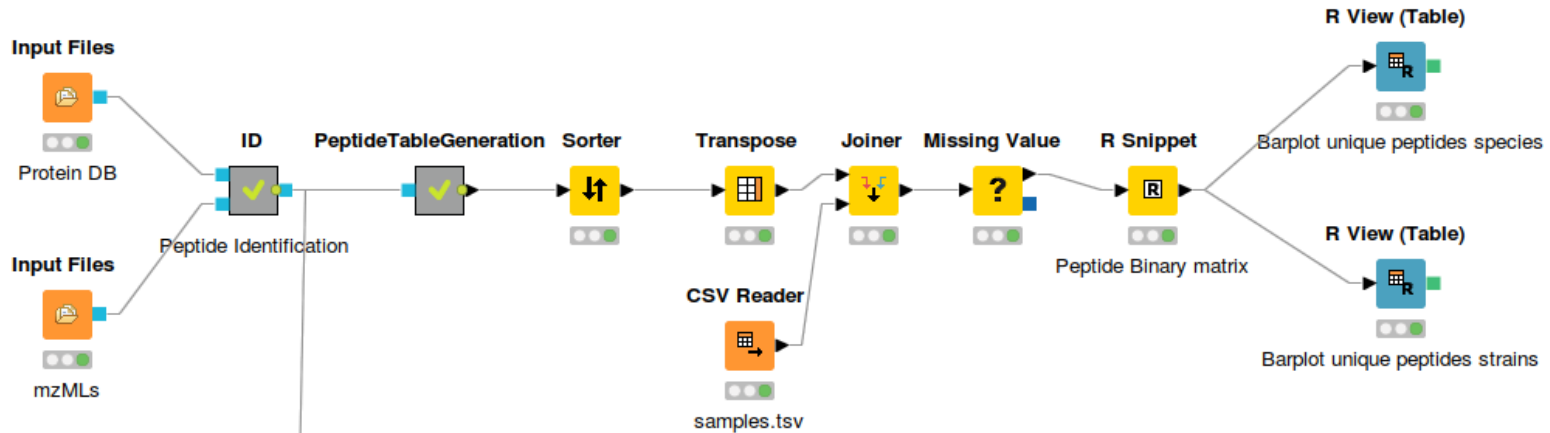 R View (Table)
Input Files
Barplot unique peptides species
ID
PeptideTableGeneration
Sorter
Transpose
Joiner
Missing Value
R Snippet
Protein DB
?
R
R
Peptide Identification
R View (Table)
Input Files
Peptide Binary matrix
CSV Reader
R
Barplot unique peptides strains
mzMLs
samples.tsv